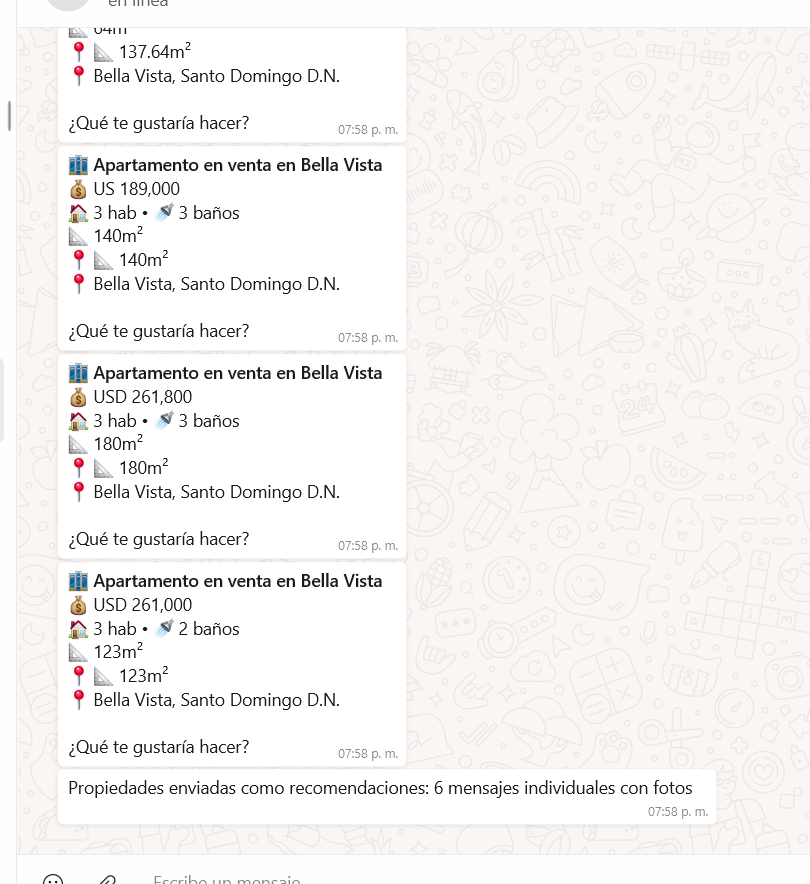 en línea
64m²
📍 📐 137.64m²
📍 Bella Vista, Santo Domingo D.N.
¿Qué te gustaría hacer?
07:58 p. m.
🏢 Apartamento en venta en Bella Vista
💰 US 189,000
🏠 3 hab • 🚿 3 baños
📐 140m²
📍 📐 140m²
📍 Bella Vista, Santo Domingo D.N.
¿Qué te gustaría hacer?
07:58 p. m.
🏢 Apartamento en venta en Bella Vista
💰 USD 261,800
🏠 3 hab • 🚿 3 baños
📐 180m²
📍 📐 180m²
📍 Bella Vista, Santo Domingo D.N.
¿Qué te gustaría hacer?
07:58 p. m.
🏢 Apartamento en venta en Bella Vista
💰 USD 261,000
🏠 3 hab • 🚿 2 baños
📐 123m²
📍 📐 123m²
📍 Bella Vista, Santo Domingo D.N.
¿Qué te gustaría hacer?
07:58 p. m.
Propiedades enviadas como recomendaciones: 6 mensajes individuales con fotos
07:58 p. m.
Escribe un mensaje